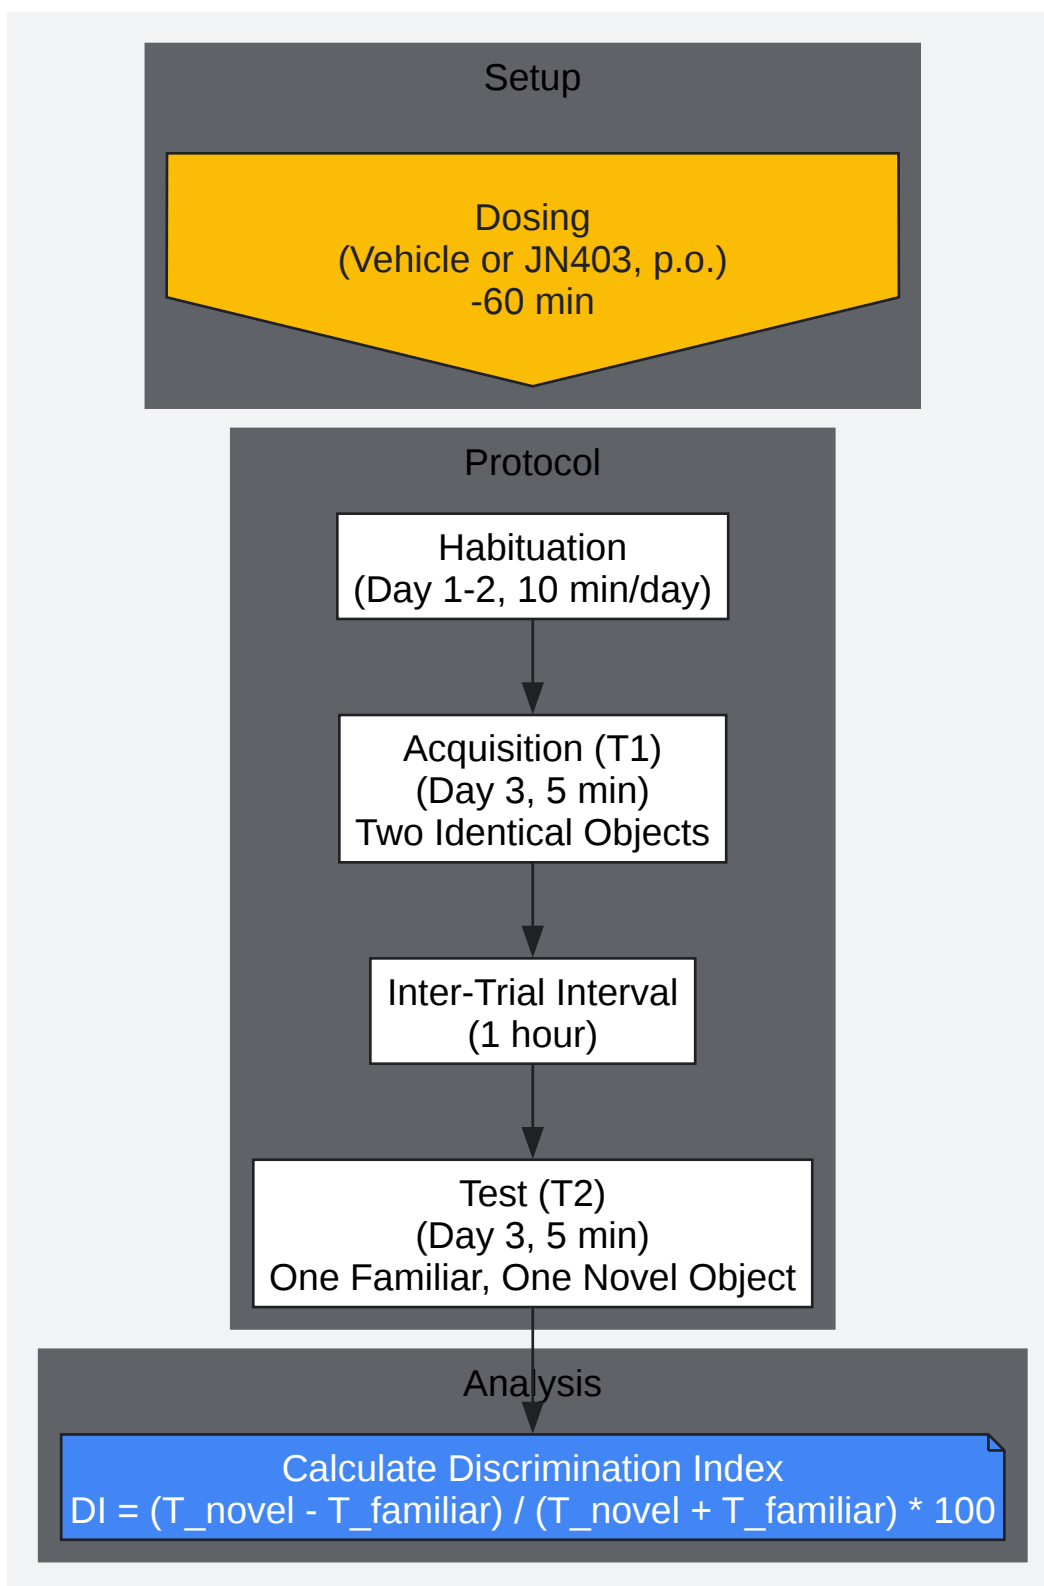 Setup
Dosing
(Vehicle or JN403, p.o.)
-60 min
Protocol
Habituation
(Day 1-2, 10 min/day)
Acquisition (T1)
(Day 3, 5 min)
Two Identical Objects
Inter-Trial Interval
(1 hour)
Test (T2)
(Day 3, 5 min)
One Familiar, One Novel Object
Analysis
Calculate Discrimination Index
DI = (T_novel - T_familiar) / (T_novel + T_familiar) * 100